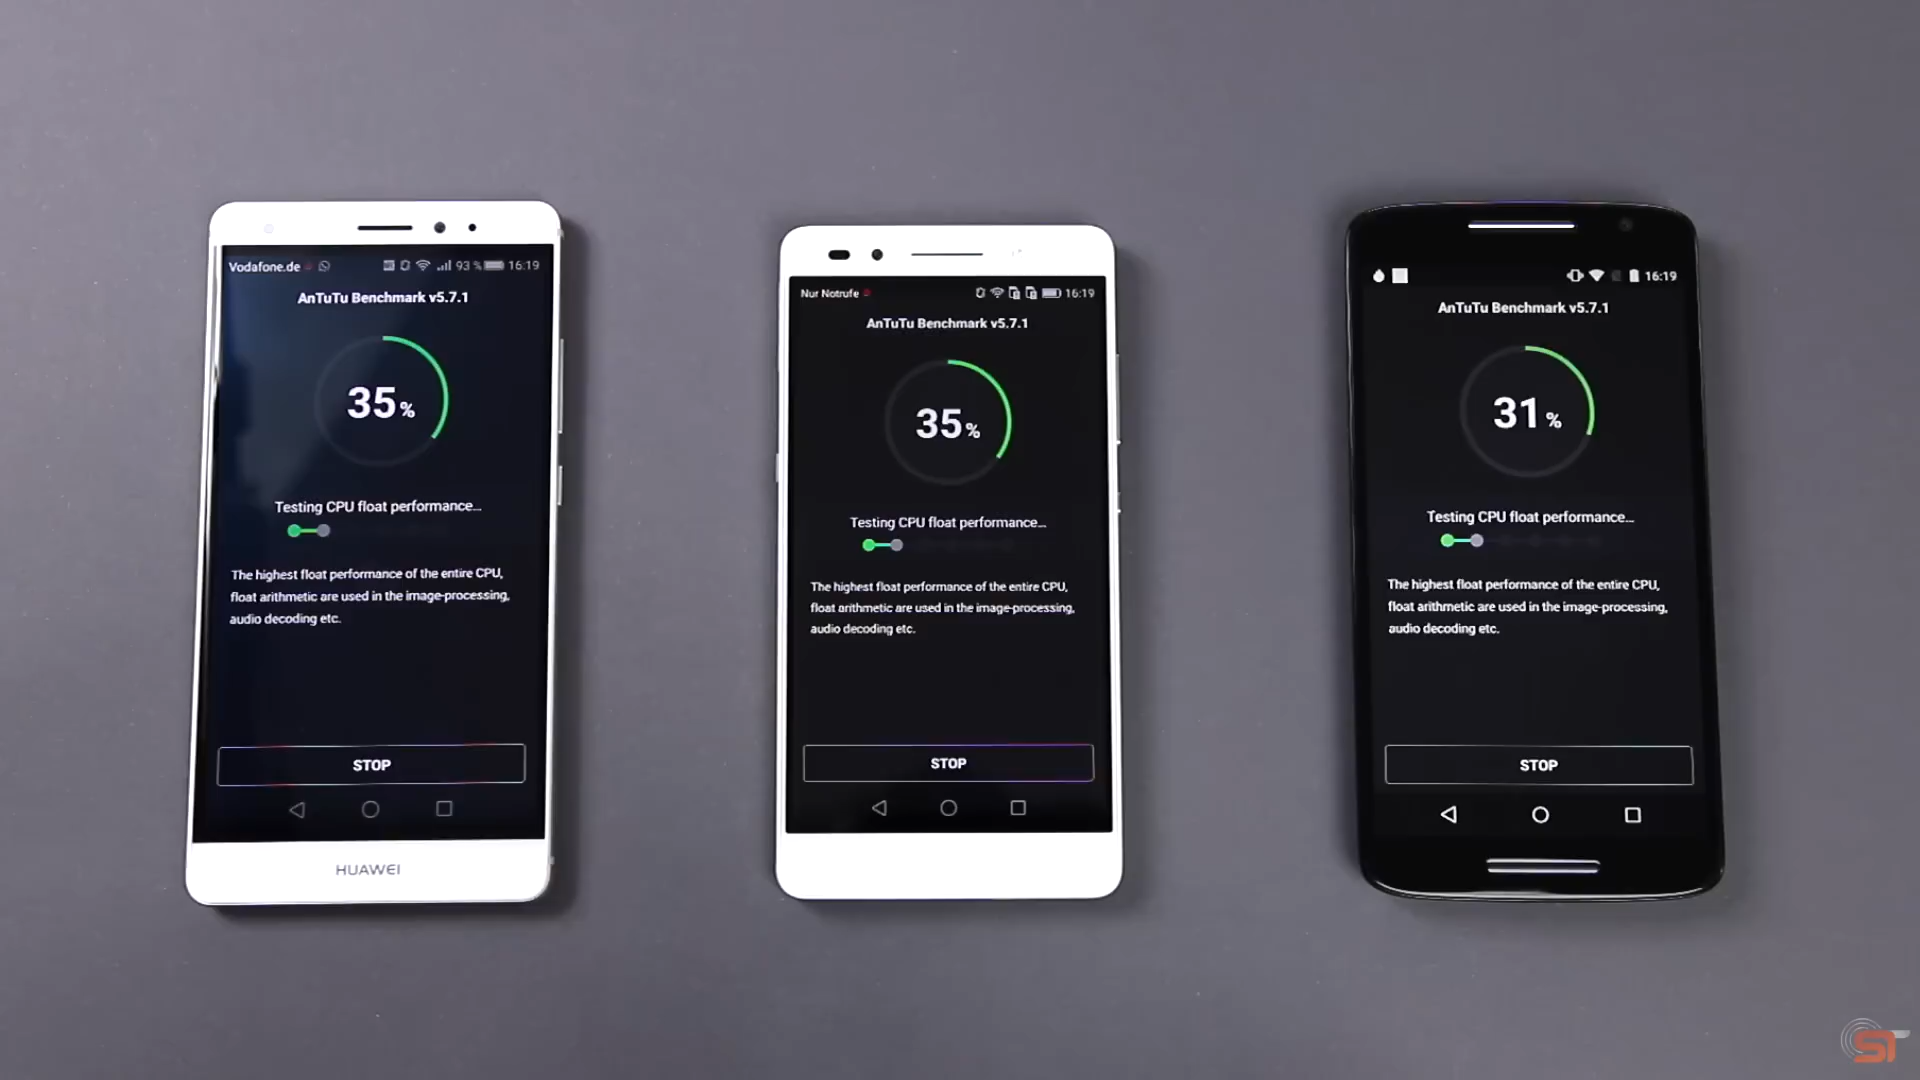 Vodafone.de 93 % 16:19
AnTuTu Benchmark v5.7.1
35 %
Testing CPU float performance...
The highest float performance of the entire CPU,
float arithmetic are used in the image-processing,
audio decoding etc.
STOP
HUAWEI
Nur Notrufe 16:19
AnTuTu Benchmark v5.7.1
35 %
Testing CPU float performance...
The highest float performance of the entire CPU,
float arithmetic are used in the image-processing,
audio decoding etc.
STOP
16:19
AnTuTu Benchmark v5.7.1
31 %
Testing CPU float performance...
The highest float performance of the entire CPU,
float arithmetic are used in the image-processing,
audio decoding etc.
STOP
ST